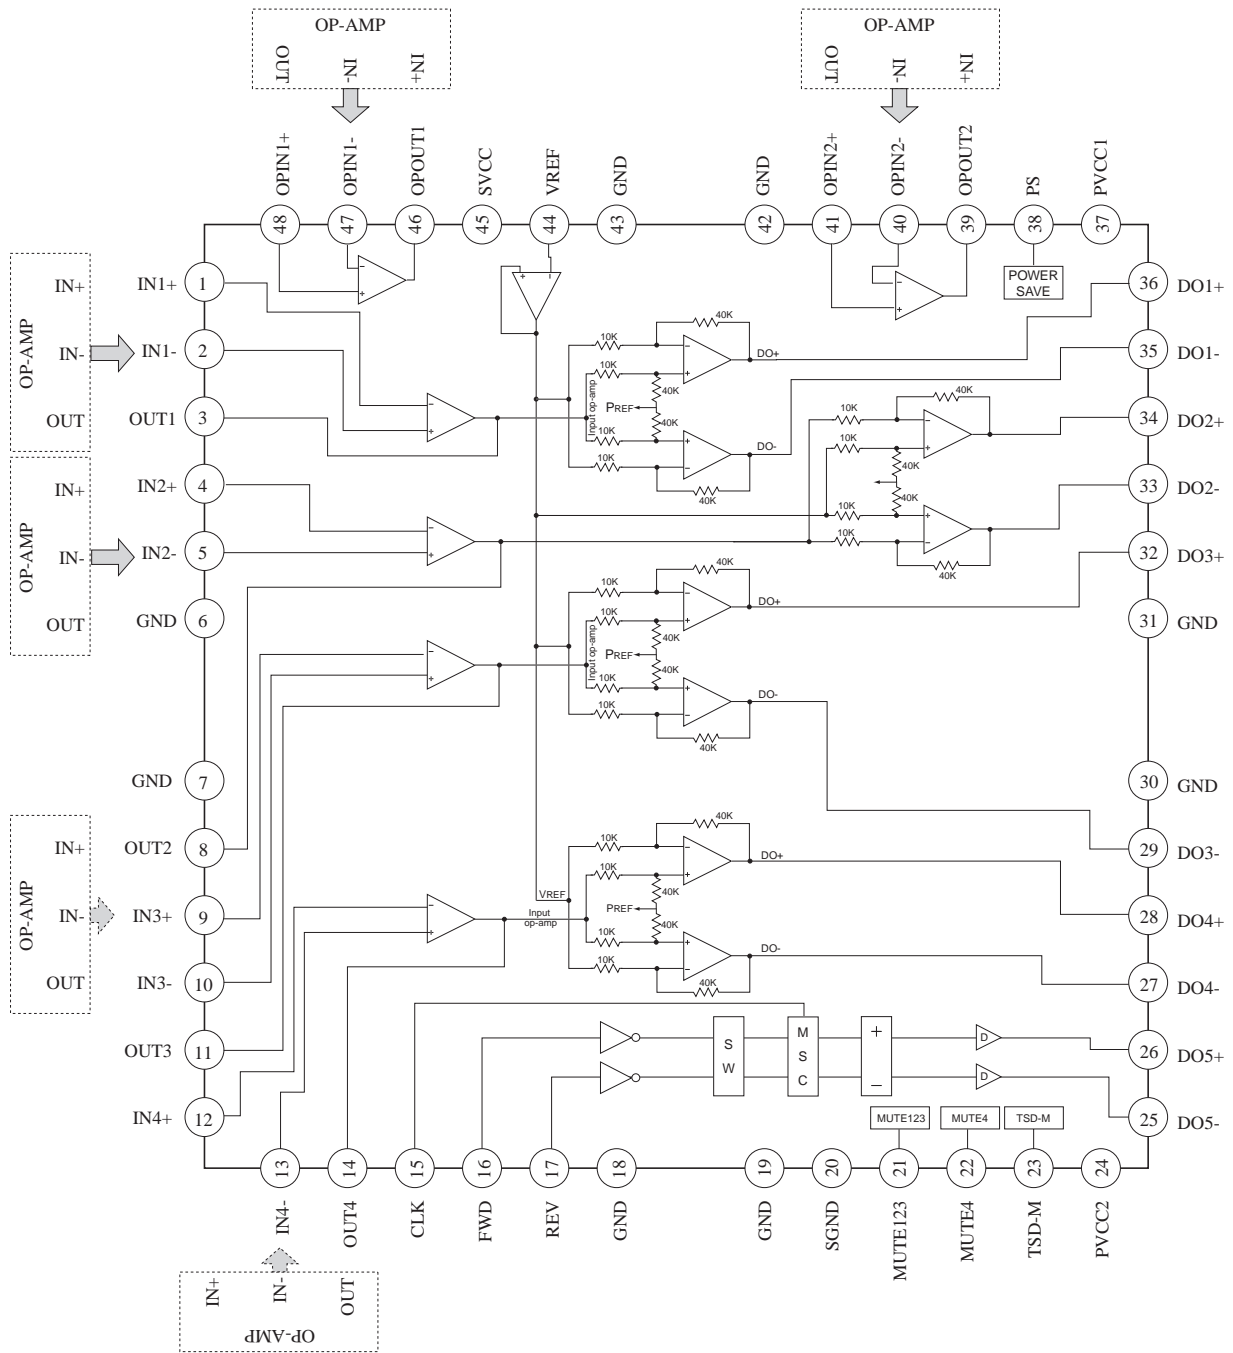 OP-AMP
OUT
IN-
IN+
OP-AMP
OUT
IN-
IN+
OPIN1+
OPIN1-
OPOUT1
SVCC
VREF
GND
GND
OPIN2+
OPIN2-
OPOUT2
PS
PVCC1
48
47
46
45
44
43
42
41
40
39
38
37
POWER
SAVE
OP-AMP
IN+
IN-
OUT
IN1+
1
IN1-
2
OUT1
3
OP-AMP
IN+
IN-
OUT
IN2+
4
IN2-
5
GND
6
GND
7
OUT2
8
OP-AMP
IN+
IN-
OUT
IN3+
9
IN3-
10
OUT3
11
IN4+
12
36
DO1+
35
DO1-
34
DO2+
33
DO2-
32
DO3+
31
GND
30
GND
29
DO3-
28
DO4+
27
DO4-
26
DO5+
25
DO5-
40K
10K
10K
DO+
40K
Input op-amp
PREF
40K
10K
10K
DO-
40K
40K
10K
10K
40K
40K
10K
10K
40K
40K
10K
10K
DO+
40K
Input op-amp
PREF
40K
10K
10K
DO-
40K
40K
10K
10K
DO+
40K
VREF
PREF
Input
op-amp
40K
10K
10K
DO-
40K
S
W
M
S
C
+
−
D
D
MUTE123
MUTE4
TSD-M
13
14
15
16
17
18
19
20
21
22
23
24
IN4-
OUT4
CLK
FWD
REV
GND
GND
SGND
MUTE123
MUTE4
TSD-M
PVCC2
IN+
IN-
OUT
OP-AMP